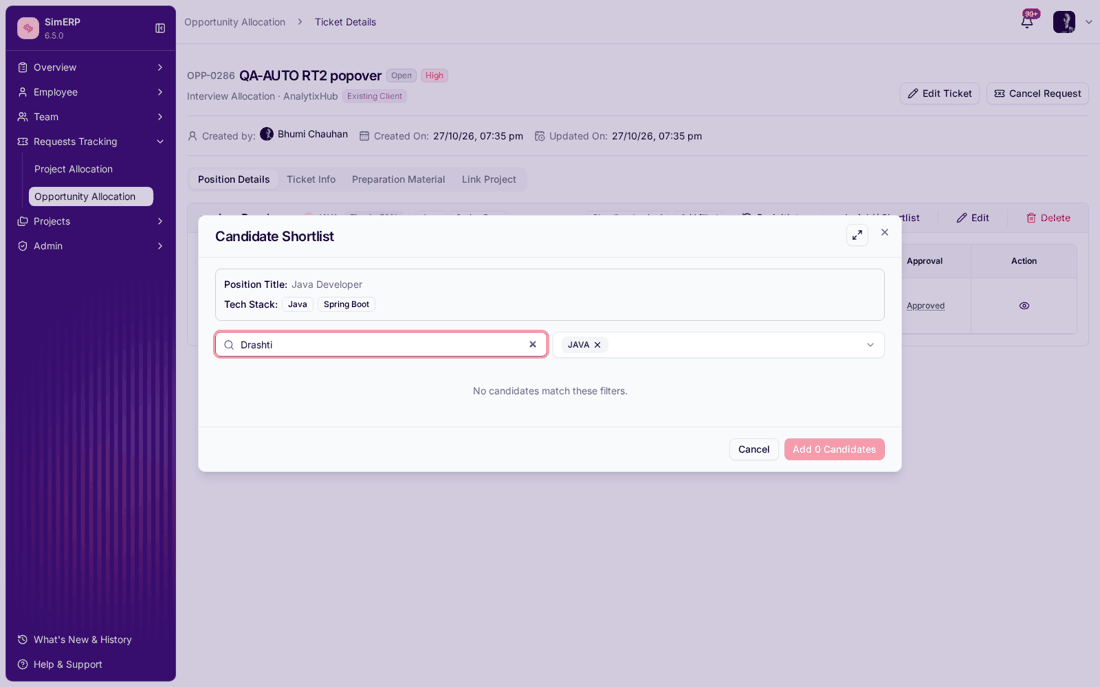 SimERP
6.5.0
Overview
Employee
Team
Requests Tracking
Project Allocation
Opportunity Allocation
Projects
Admin
What's New & History
Help & Support
Opportunity Allocation > Ticket Details
99+
OPP-0286 QA-AUTO RT2 popover Open High
Interview Allocation · AnalytixHub Existing Client
Edit Ticket Cancel Request
Created by: Bhumi Chauhan Created On: 27/10/26, 07:35 pm Updated On: 27/10/26, 07:35 pm
Position Details Ticket Info Preparation Material Link Project
Edit Delete
Approval Action
Approved
Candidate Shortlist
Position Title: Java Developer
Tech Stack: Java Spring Boot
Drashti JAVA
No candidates match these filters.
Cancel Add 0 Candidates